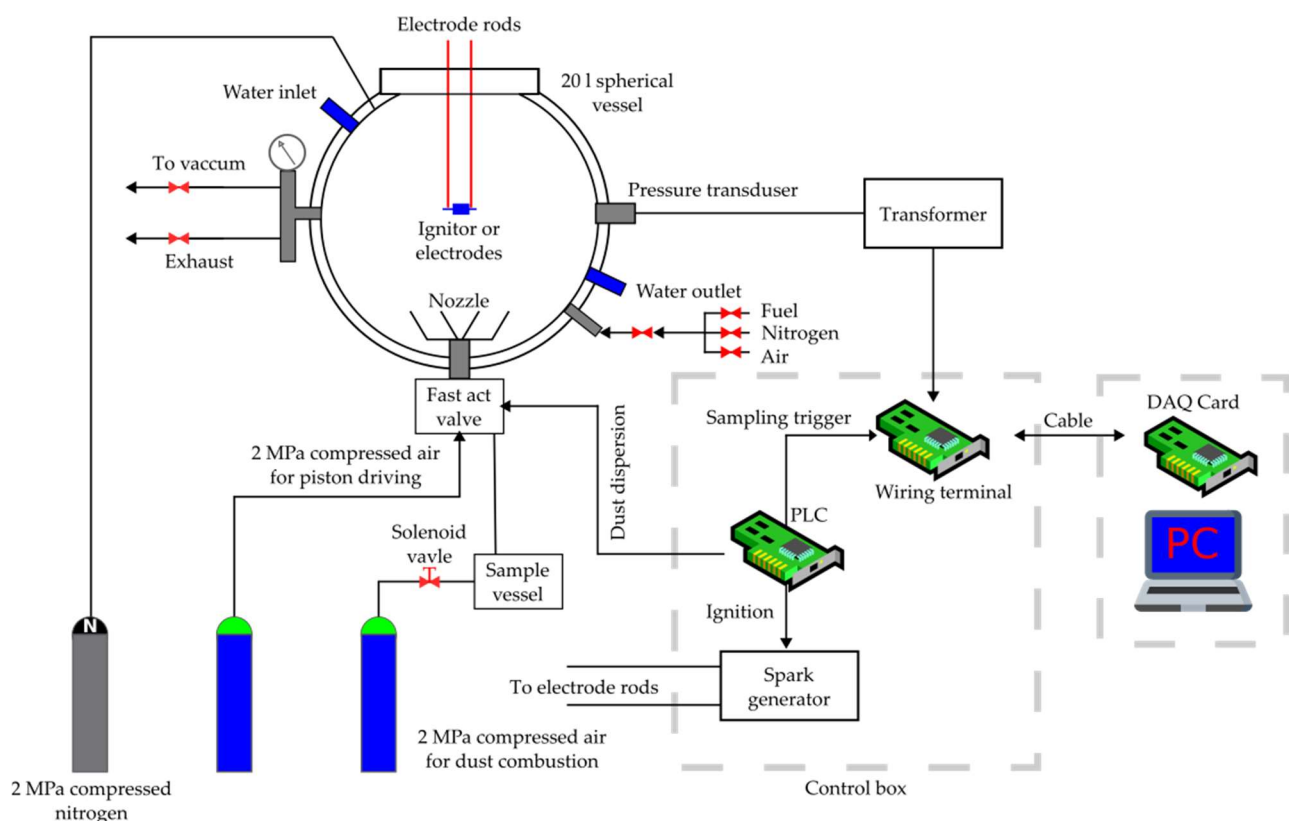 Electrode rods
20 l spherical
vessel
Water inlet
To vaccum
Pressure transduser
Transformer
Ignitor or
electrodes
Exhaust
Water outlet
Nozzle
Fuel
Nitrogen
Air
Fast act
valve
Sampling trigger
Cable
DAQ Card
2 MPa compressed air
for piston driving
Dust dispersion
Wiring terminal
PLC
PC
Solenoid
vavle
Sample
vessel
Ignition
N
Spark
generator
To electrode rods
2 MPa compressed air
for dust combustion
2 MPa compressed
nitrogen
Control box